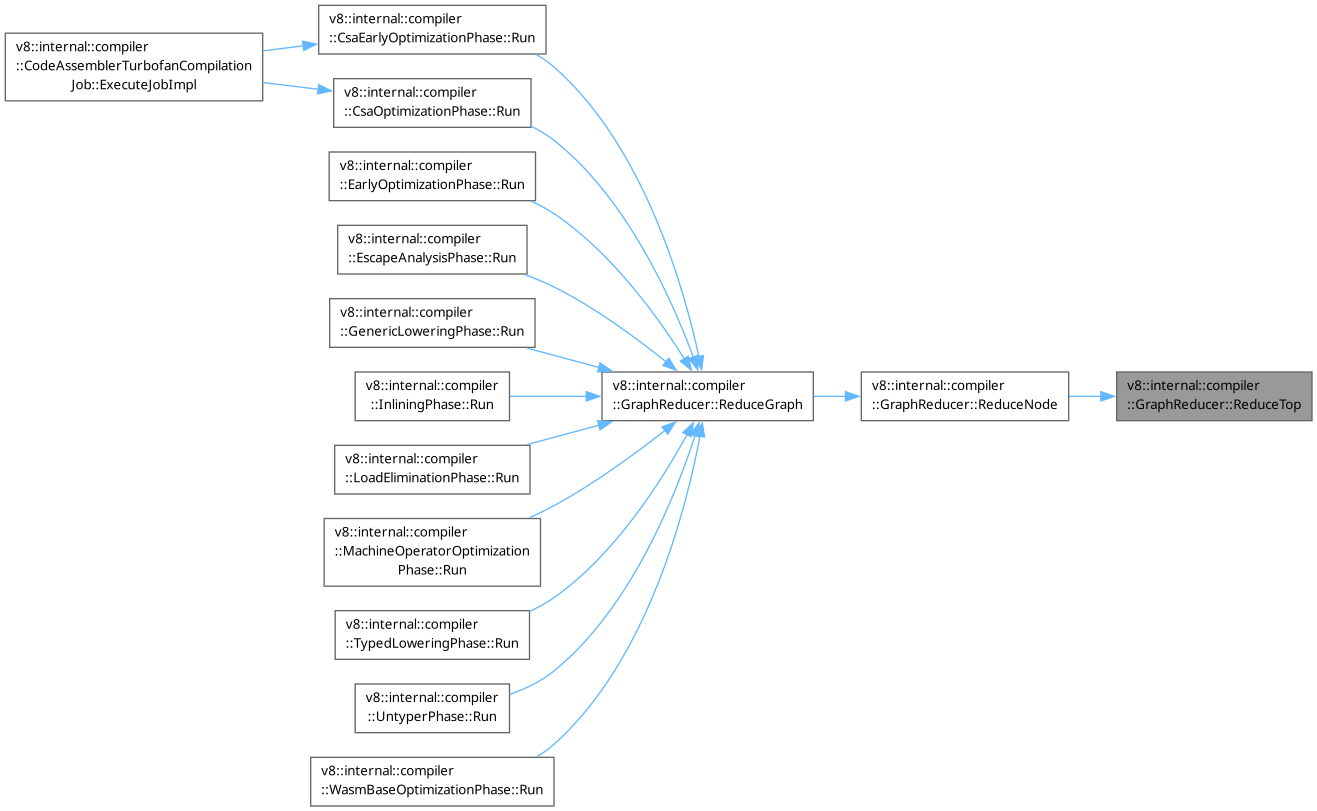 v8::internal::compiler
::CodeAssemblerTurbofanCompilation
Job::ExecuteJobImpl
v8::internal::compiler
::CsaEarlyOptimizationPhase::Run
v8::internal::compiler
::CsaOptimizationPhase::Run
v8::internal::compiler
::EarlyOptimizationPhase::Run
v8::internal::compiler
::EscapeAnalysisPhase::Run
v8::internal::compiler
::GenericLoweringPhase::Run
v8::internal::compiler
::InliningPhase::Run
v8::internal::compiler
::LoadEliminationPhase::Run
v8::internal::compiler
::MachineOperatorOptimization
Phase::Run
v8::internal::compiler
::TypedLoweringPhase::Run
v8::internal::compiler
::UntyperPhase::Run
v8::internal::compiler
::WasmBaseOptimizationPhase::Run
v8::internal::compiler
::GraphReducer::ReduceGraph
v8::internal::compiler
::GraphReducer::ReduceNode
v8::internal::compiler
::GraphReducer::ReduceTop